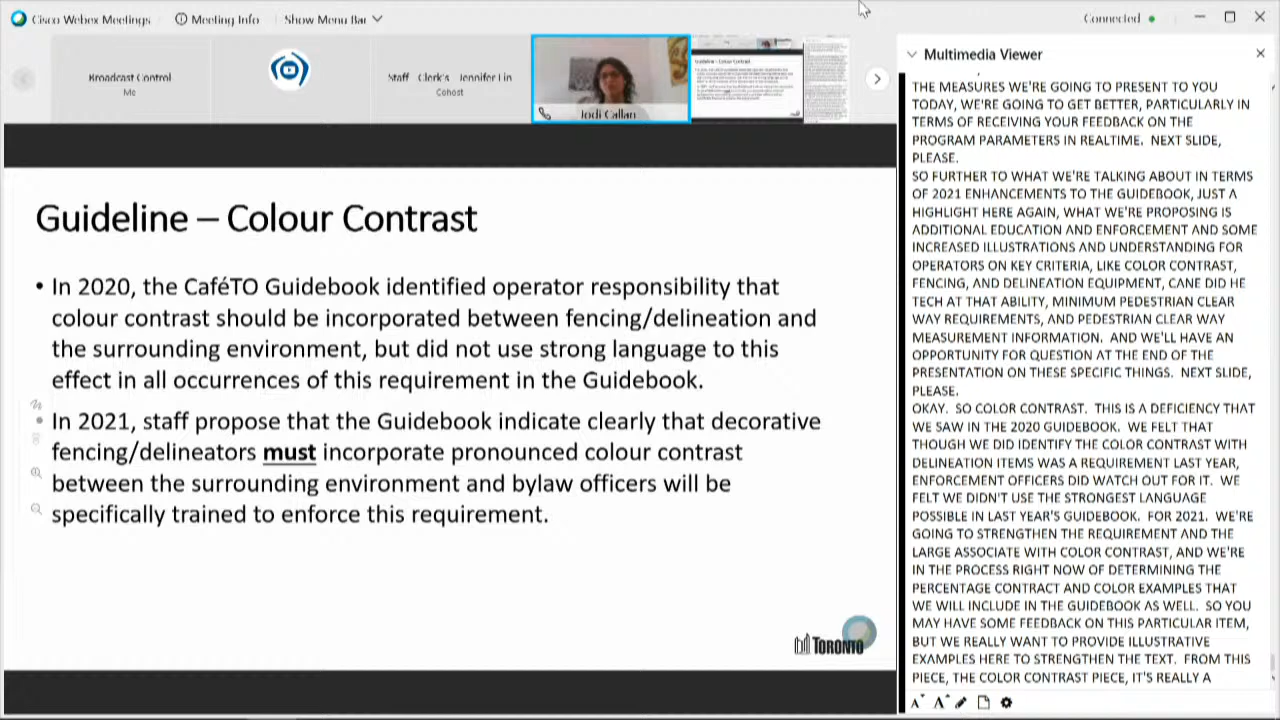 Cisco Webex Meetings
Meeting Info
Show Menu Bar
Connected
Cohost
Guideline – Colour Contrast
Jodi Callan
Guideline – Colour Contrast
• In 2020, the CaféTO Guidebook identified operator responsibility that
colour contrast should be incorporated between fencing/delineation and
the surrounding environment, but did not use strong language to this
effect in all occurrences of this requirement in the Guidebook.
• In 2021, staff propose that the Guidebook indicate clearly that decorative
fencing/delineators must incorporate pronounced colour contrast
between the surrounding environment and bylaw officers will be
specifically trained to enforce this requirement.
TORONTO
Multimedia Viewer
THE MEASURES WE'RE GOING TO PRESENT TO YOU
TODAY, WE'RE GOING TO GET BETTER, PARTICULARLY IN
TERMS OF RECEIVING YOUR FEEDBACK ON THE
PROGRAM PARAMETERS IN REALTIME. NEXT SLIDE,
PLEASE.
SO FURTHER TO WHAT WE'RE TALKING ABOUT IN TERMS
OF 2021 ENHANCEMENTS TO THE GUIDEBOOK, JUST A
HIGHLIGHT HERE AGAIN, WHAT WE'RE PROPOSING IS
ADDITIONAL EDUCATION AND ENFORCEMENT AND SOME
INCREASED ILLUSTRATIONS AND UNDERSTANDING FOR
OPERATORS ON KEY CRITERIA, LIKE COLOR CONTRAST,
FENCING, AND DELINEATION EQUIPMENT, CANE DID HE
TECH AT THAT ABILITY, MINIMUM PEDESTRIAN CLEAR
WAY REQUIREMENTS, AND PEDESTRIAN CLEAR WAY
MEASUREMENT INFORMATION. AND WE'LL HAVE AN
OPPORTUNITY FOR QUESTION AT THE END OF THE
PRESENTATION ON THESE SPECIFIC THINGS. NEXT SLIDE,
PLEASE.
OKAY. SO COLOR CONTRAST. THIS IS A DEFICIENCY THAT
WE SAW IN THE 2020 GUIDEBOOK. WE FELT THAT
THOUGH WE DID IDENTIFY THE COLOR CONTRAST WITH
DELINEATION ITEMS WAS A REQUIREMENT LAST YEAR,
ENFORCEMENT OFFICERS DID WATCH OUT FOR IT. WE
FELT WE DIDN'T USE THE STRONGEST LANGUAGE
POSSIBLE IN LAST YEAR'S GUIDEBOOK. FOR 2021. WE'RE
GOING TO STRENGTHEN THE REQUIREMENT AND THE
LARGE ASSOCIATE WITH COLOR CONTRAST, AND WE'RE
IN THE PROCESS RIGHT NOW OF DETERMINING THE
PERCENTAGE CONTRACT AND COLOR EXAMPLES THAT
WE WILL INCLUDE IN THE GUIDEBOOK AS WELL. SO YOU
MAY HAVE SOME FEEDBACK ON THIS PARTICULAR ITEM,
BUT WE REALLY WANT TO PROVIDE ILLUSTRATIVE
EXAMPLES HERE TO STRENGTHEN THE TEXT. FROM THIS
PIECE, THE COLOR CONTRAST PIECE, IT'S REALLY A